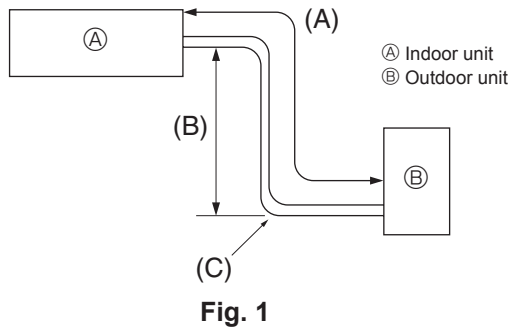 (A)
Ⓐ
Ⓐ Indoor unit
Ⓑ Outdoor unit
(B)
Ⓑ
(C)
Fig. 1